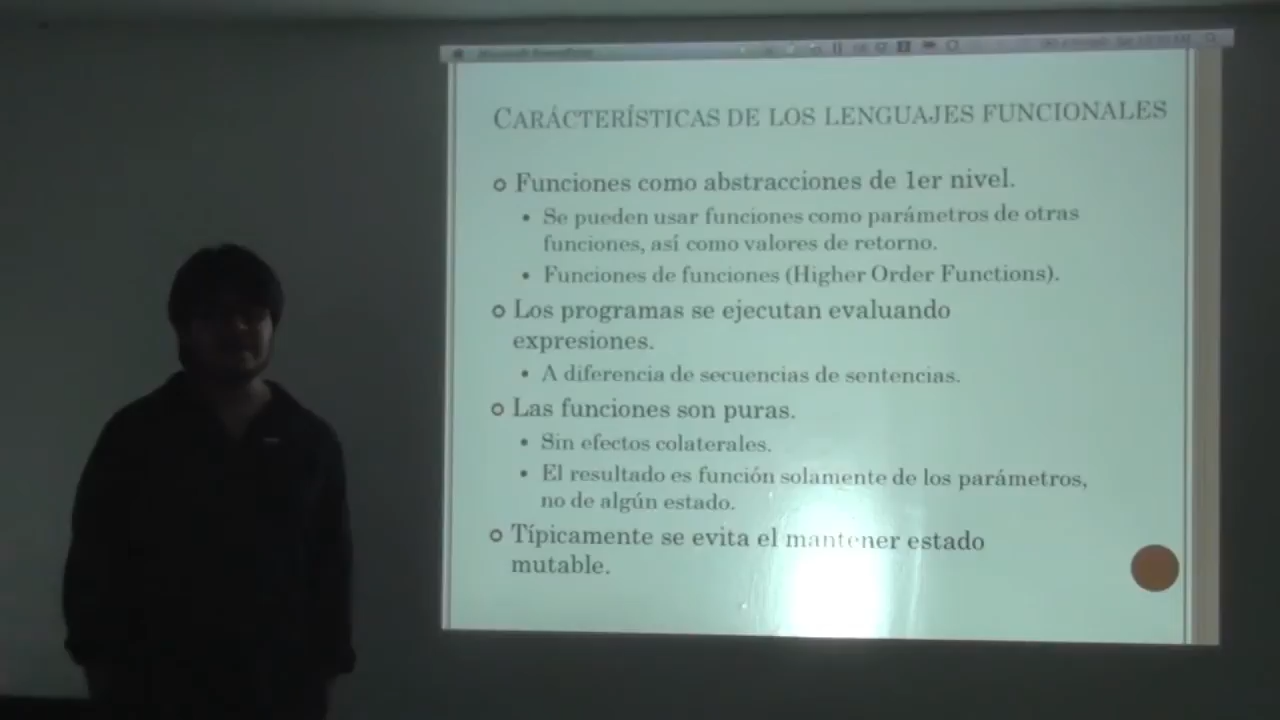 Microsoft PowerPoint
CARÁCTERÍSTICAS DE LOS LENGUAJES FUNCIONALES
Funciones como abstracciones de 1er nivel.
Se pueden usar funciones como parámetros de otras
funciones, así como valores de retorno.
Funciones de funciones (Higher Order Functions).
Los programas se ejecutan evaluando
expresiones.
A diferencia de secuencias de sentencias.
Las funciones son puras.
Sin efectos colaterales.
El resultado es función solamente de los parámetros,
no de algún estado.
Típicamente se evita el mantener estado
mutable.